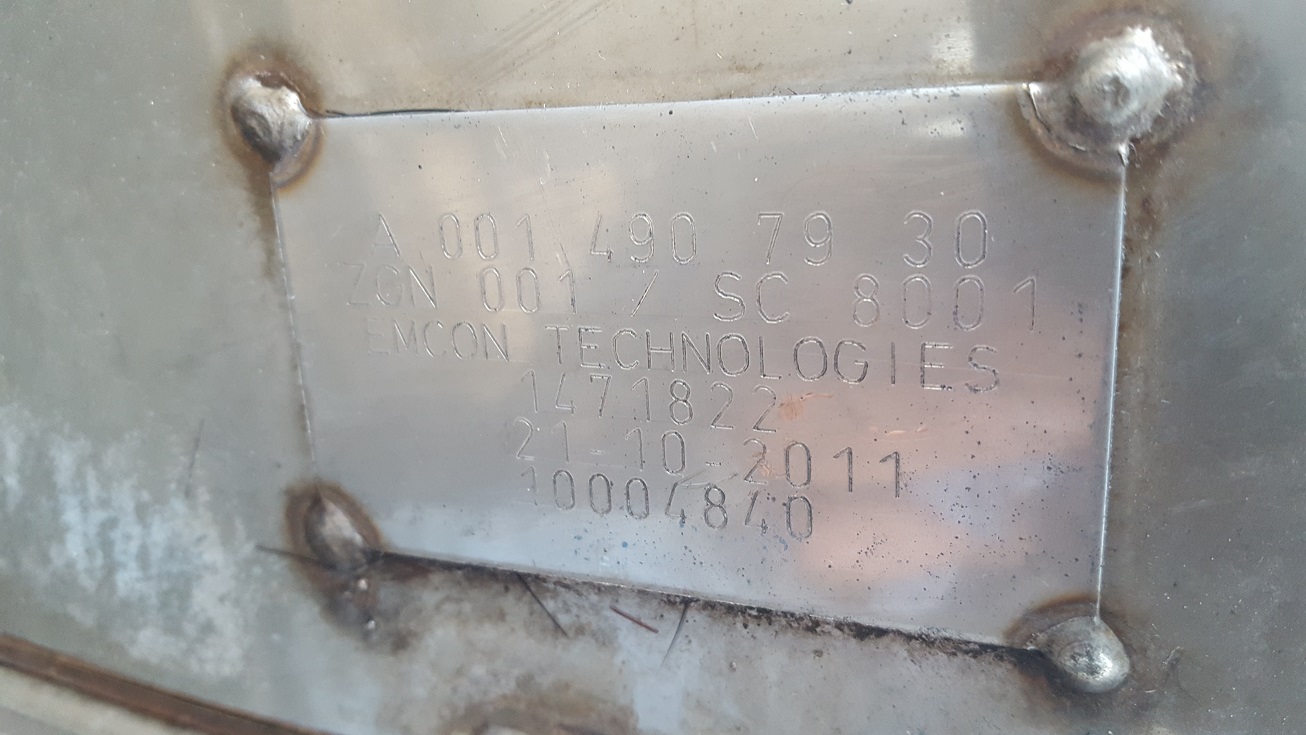 A 001 490 79 30
ZGN 001 / SC 8001
EMCON TECHNOLOGIES
1471822
21-10-2011
10004840